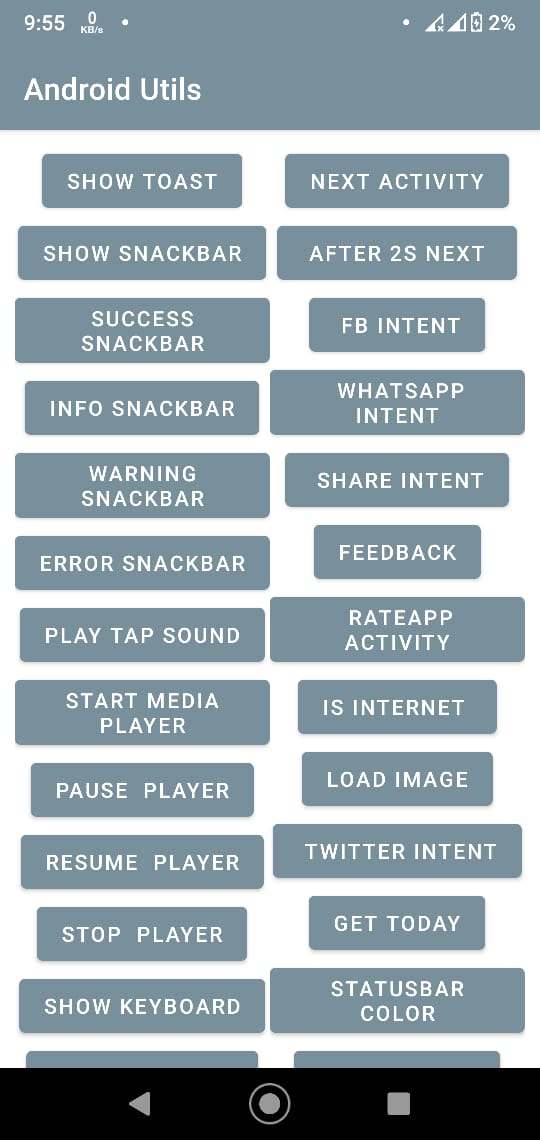 9:55 0 KB/s 2%
Android Utils
SHOW TOAST
SHOW SNACKBAR
SUCCESS
SNACKBAR
INFO SNACKBAR
WARNING
SNACKBAR
ERROR SNACKBAR
PLAY TAP SOUND
START MEDIA
PLAYER
PAUSE  PLAYER
RESUME  PLAYER
STOP  PLAYER
SHOW KEYBOARD
NEXT ACTIVITY
AFTER 2S NEXT
FB INTENT
WHATSAPP
INTENT
SHARE INTENT
FEEDBACK
RATEAPP
ACTIVITY
IS INTERNET
LOAD IMAGE
TWITTER INTENT
GET TODAY
STATUSBAR
COLOR